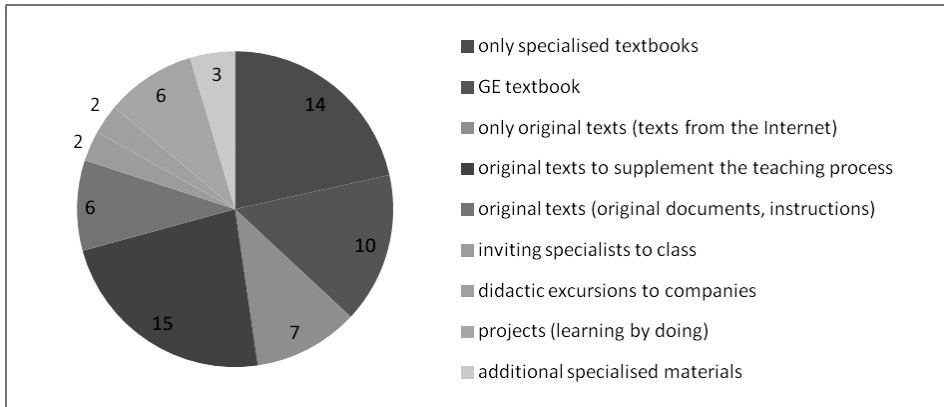 3
6
14
2
2
6
10
15
7
only specialised textbooks
GE textbook
only original texts (texts from the Internet)
original texts to supplement the teaching process
original texts (original documents, instructions)
inviting specialists to class
didactic excursions to companies
projects (learning by doing)
additional specialised materials